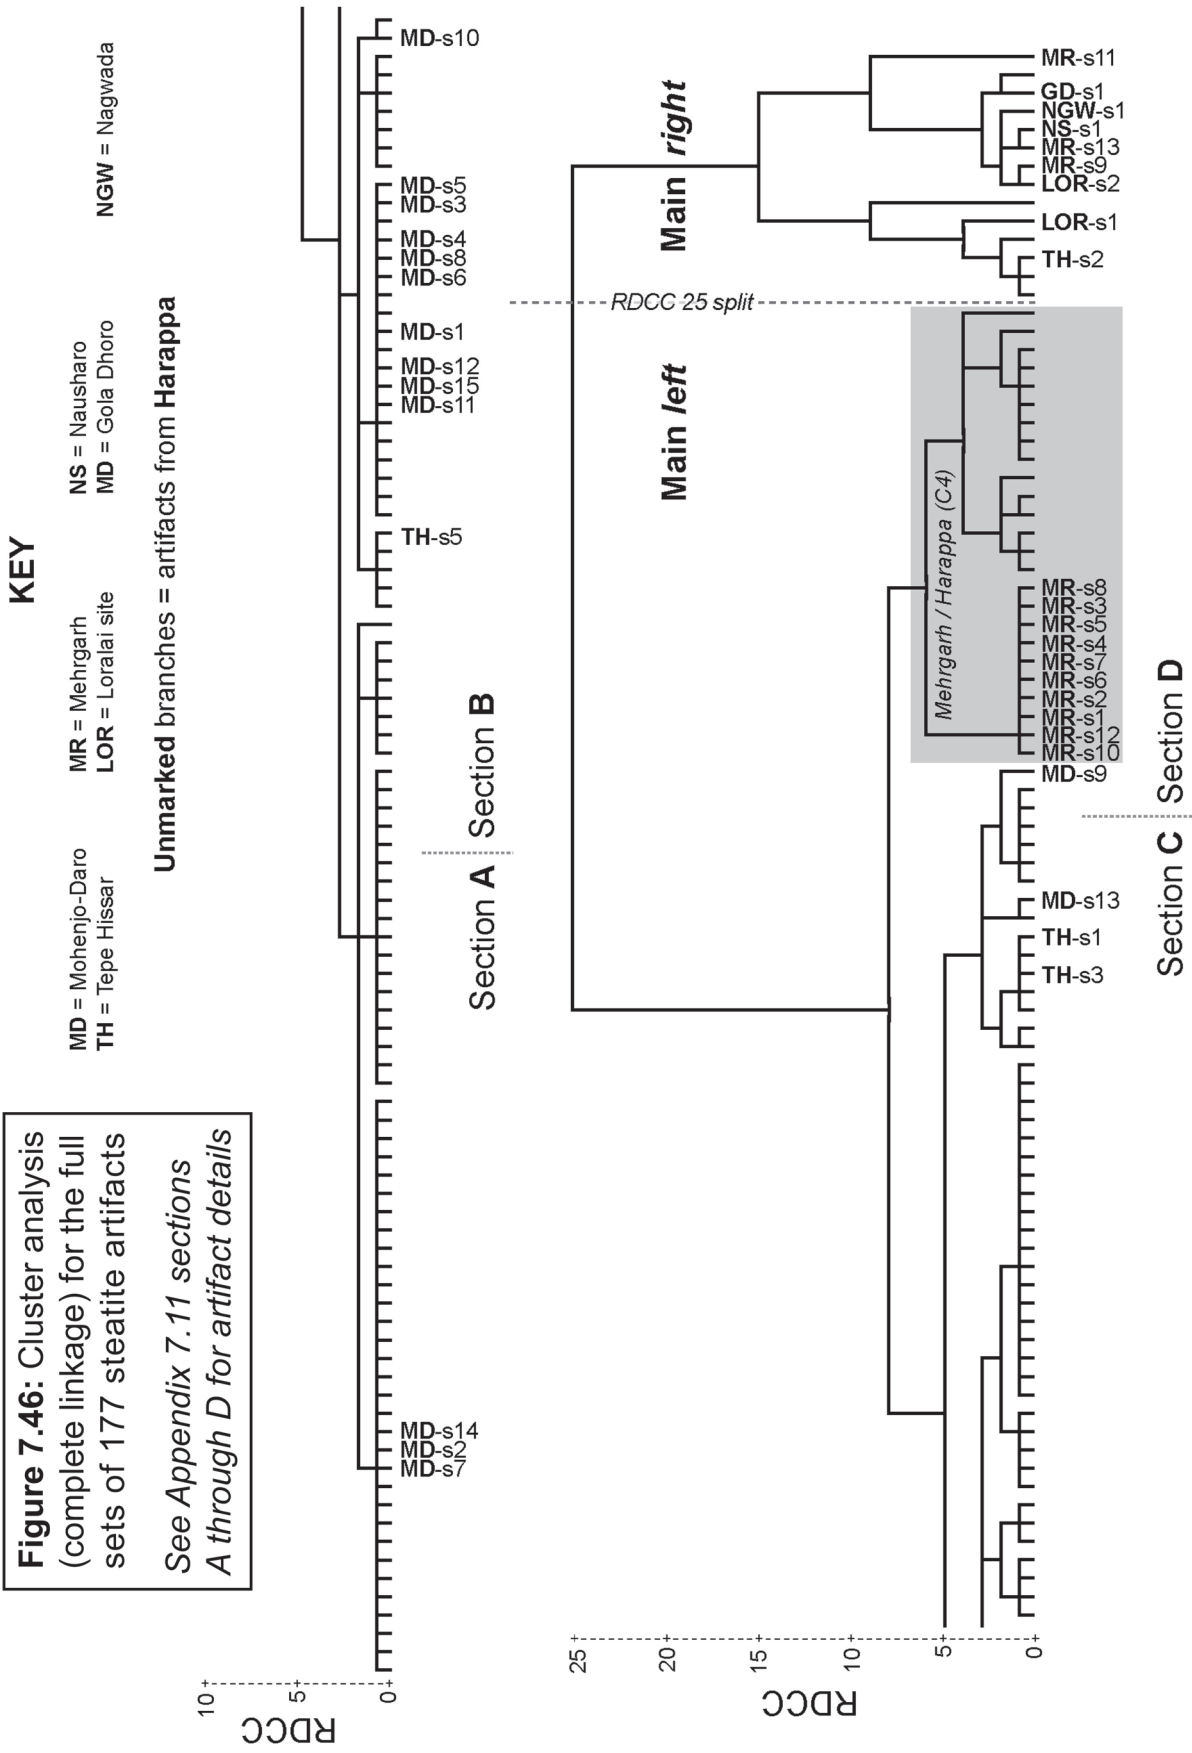 Figure 7.46: Cluster analysis
(complete linkage) for the full
sets of 177 steatite artifacts
See Appendix 7.11 sections
A through D for artifact details
KEY
MD = Mohenjo-Daro
TH = Tepe Hissar
MR = Mehrgarh
LOR = Loralai site
NS = Nausharo
MD = Gola Dhoro
NGW = Nagwada
Unmarked branches = artifacts from Harappa
RDCC
10
5
0
MD-s7
MD-s2
MD-s14
TH-s5
MD-s11
MD-s15
MD-s12
MD-s1
MD-s6
MD-s8
MD-s4
MD-s3
MD-s5
MD-s10
Section A
Section B
RDCC
25
20
15
10
5
0
Main left
RDCC 25 split
Main right
Mehrgarh / Harappa (C4)
TH-s3
TH-s1
MD-s13
MD-s9
MR-s10
MR-s12
MR-s1
MR-s2
MR-s6
MR-s7
MR-s4
MR-s5
MR-s3
MR-s8
TH-s2
LOR-s1
LOR-s2
MR-s9
MR-s13
NS-s1
NGW-s1
GD-s1
MR-s11
Section C
Section D